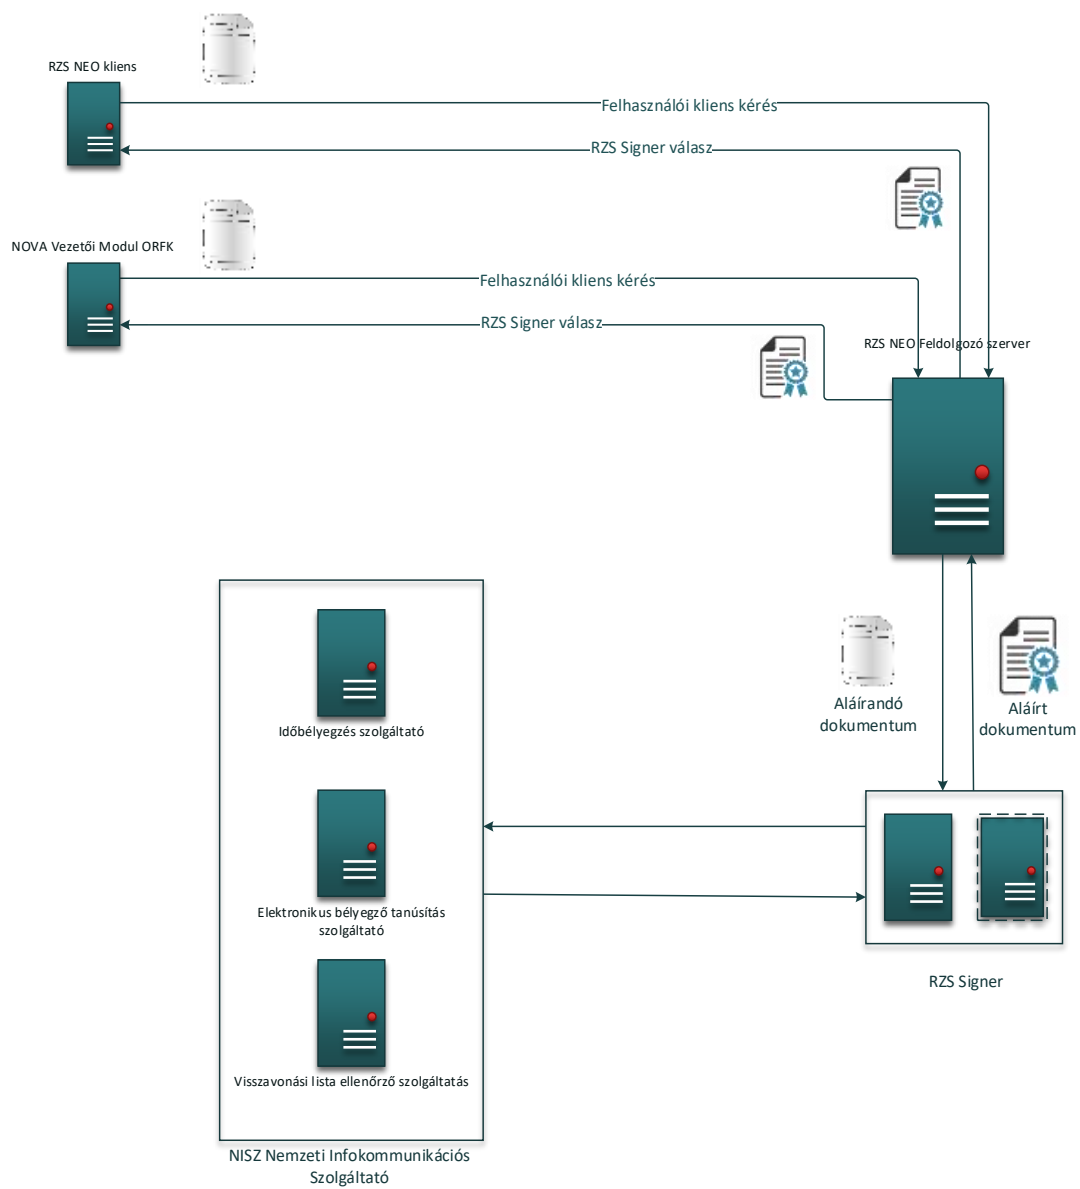 RZS NEO kliens
Felhasználói kliens kérés
RZS Signer válasz
NOVA Vezetői Modul ORFK
Felhasználói kliens kérés
RZS Signer válasz
RZS NEO Feldolgozó szerver
Aláírandó
dokumentum
Aláírt
dokumentum
Időbélyegzés szolgáltató
Elektronikus bélyegző tanúsítás
szolgáltató
RZS Signer
Visszavonási lista ellenőrző szolgáltatás
NISZ Nemzeti Infokommunikációs
Szolgáltató